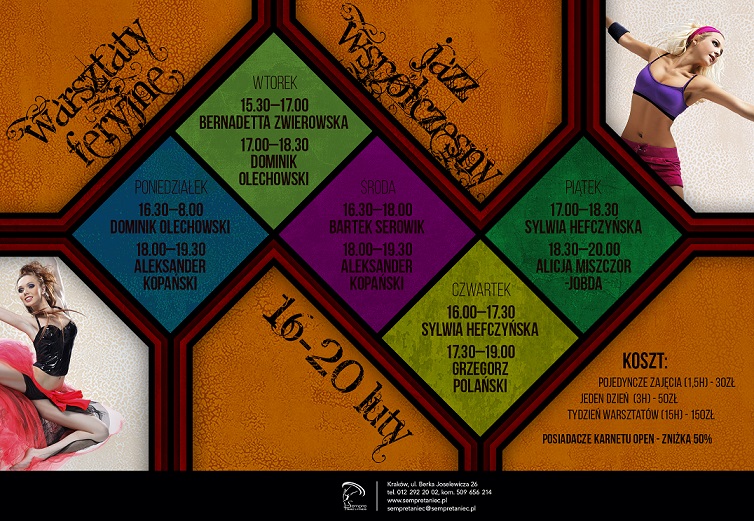 warsztaty
feryjne
jazz
współczesny
WTOREK
15.30–17.00
BERNADETTA ZWIEROWSKA
17.00–18.30
DOMINIK
OLECHOWSKI
PONIEDZIAŁEK
16.30–8.00
DOMINIK OLECHOWSKI
18.00–19.30
ALEKSANDER
KOPAŃSKI
ŚRODA
16.30–18.00
BARTEK SEROWIK
18.00–19.30
ALEKSANDER
KOPAŃSKI
PIĄTEK
17.00–18.30
SYLWIA HEFCZYŃSKA
18.30–20.00
ALICJA MISZCZOR
-JOBDA
CZWARTEK
16.00–17.30
SYLWIA HEFCZYŃSKA
17.30–19.00
GRZEGORZ
POLAŃSKI
16-20 luty
KOSZT:
POJEDYNCZE ZAJĘCIA (1,5H) - 30ZŁ
JEDEN DZIEŃ (3H) - 50ZŁ
TYDZIEŃ WARSZTATÓW (15H) - 150ZŁ
POSIADACZE KARNETU OPEN - ZNIŻKA 50%
Sempre
Kraków, ul. Berka Joselewicza 26
tel. 012 292 20 02, kom. 509 656 214
www.sempretaniec.pl
sempretaniec@sempretaniec.pl